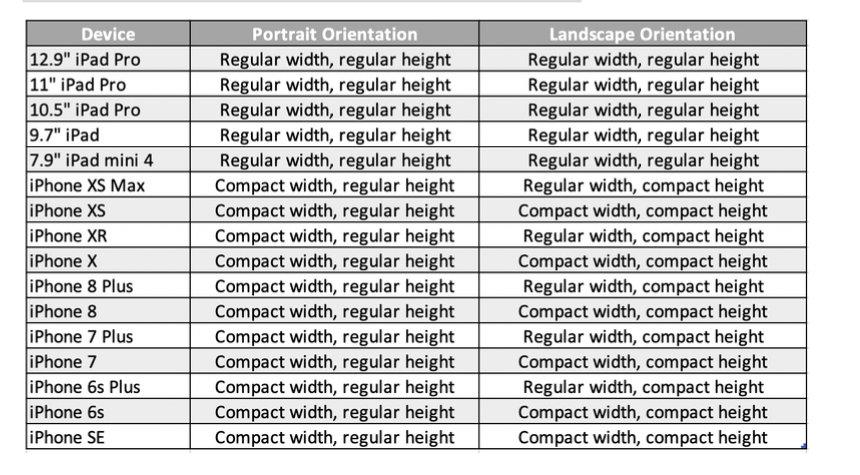 Device Portrait Orientation Landscape Orientation
12.9" iPad Pro Regular width, regular height Regular width, regular height
11" iPad Pro Regular width, regular height Regular width, regular height
10.5" iPad Pro Regular width, regular height Regular width, regular height
9.7" iPad Regular width, regular height Regular width, regular height
7.9" iPad mini 4 Regular width, regular height Regular width, regular height
iPhone XS Max Compact width, regular height Regular width, compact height
iPhone XS Compact width, regular height Compact width, compact height
iPhone XR Compact width, regular height Regular width, compact height
iPhone X Compact width, regular height Compact width, compact height
iPhone 8 Plus Compact width, regular height Regular width, compact height
iPhone 8 Compact width, regular height Compact width, compact height
iPhone 7 Plus Compact width, regular height Regular width, compact height
iPhone 7 Compact width, regular height Compact width, compact height
iPhone 6s Plus Compact width, regular height Regular width, compact height
iPhone 6s Compact width, regular height Compact width, compact height
iPhone SE Compact width, regular height Compact width, compact height